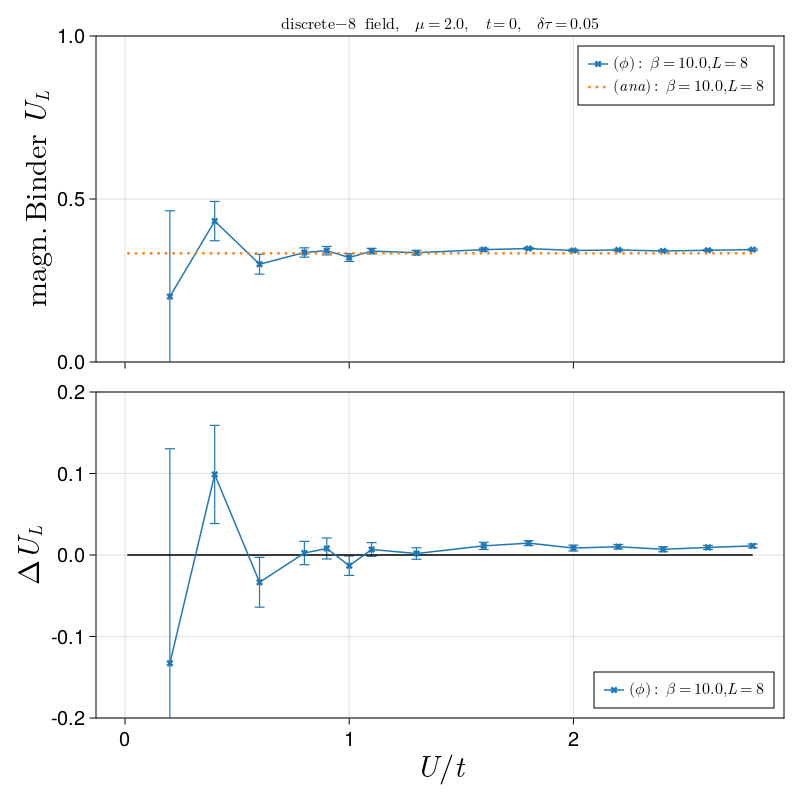 discrete−8 field, μ = 2.0, t = 0, δτ = 0.05
magn. Binder U_L
1.0
0.5
0.0
(ϕ) : β = 10.0,L = 8
(ana) : β = 10.0,L = 8
Δ U_L
0.2
0.1
0.0
-0.1
-0.2
(ϕ) : β = 10.0,L = 8
0 1 2
U/t